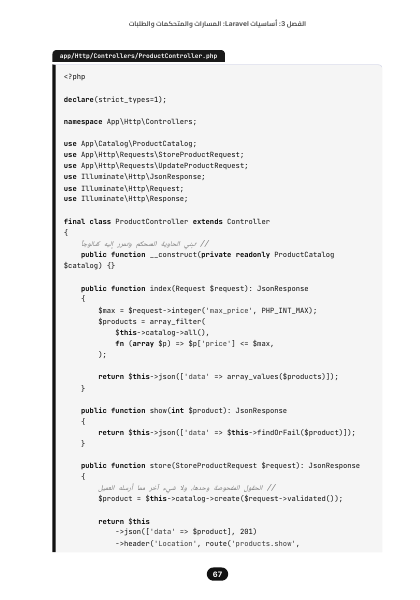 الفصل 3: أساسيات Laravel: المسارات والمتحكمات والطلبات
app/Http/Controllers/ProductController.php
<?php
declare(strict_types=1);
namespace App\Http\Controllers;
use App\Catalog\ProductCatalog;
use App\Http\Requests\StoreProductRequest;
use App\Http\Requests\UpdateProductRequest;
use Illuminate\Http\JsonResponse;
use Illuminate\Http\Request;
use Illuminate\Http\Response;
final class ProductController extends Controller
{
// تبني الحاوية المتحكم وتمرر إليه كتالوجاً
public function __construct(private readonly ProductCatalog
$catalog) {}
public function index(Request $request): JsonResponse
{
$max = $request->integer('max_price', PHP_INT_MAX);
$products = array_filter(
$this->catalog->all(),
fn (array $p) => $p['price'] <= $max,
);
return $this->json(['data' => array_values($products)]);
}
public function show(int $product): JsonResponse
{
return $this->json(['data' => $this->findOrFail($product)]);
}
public function store(StoreProductRequest $request): JsonResponse
{
// الحقول المفحوصة وحدها، ولا شيء آخر مما أرسله العميل
$product = $this->catalog->create($request->validated());
return $this
->json(['data' => $product], 201)
->header('Location', route('products.show',
67